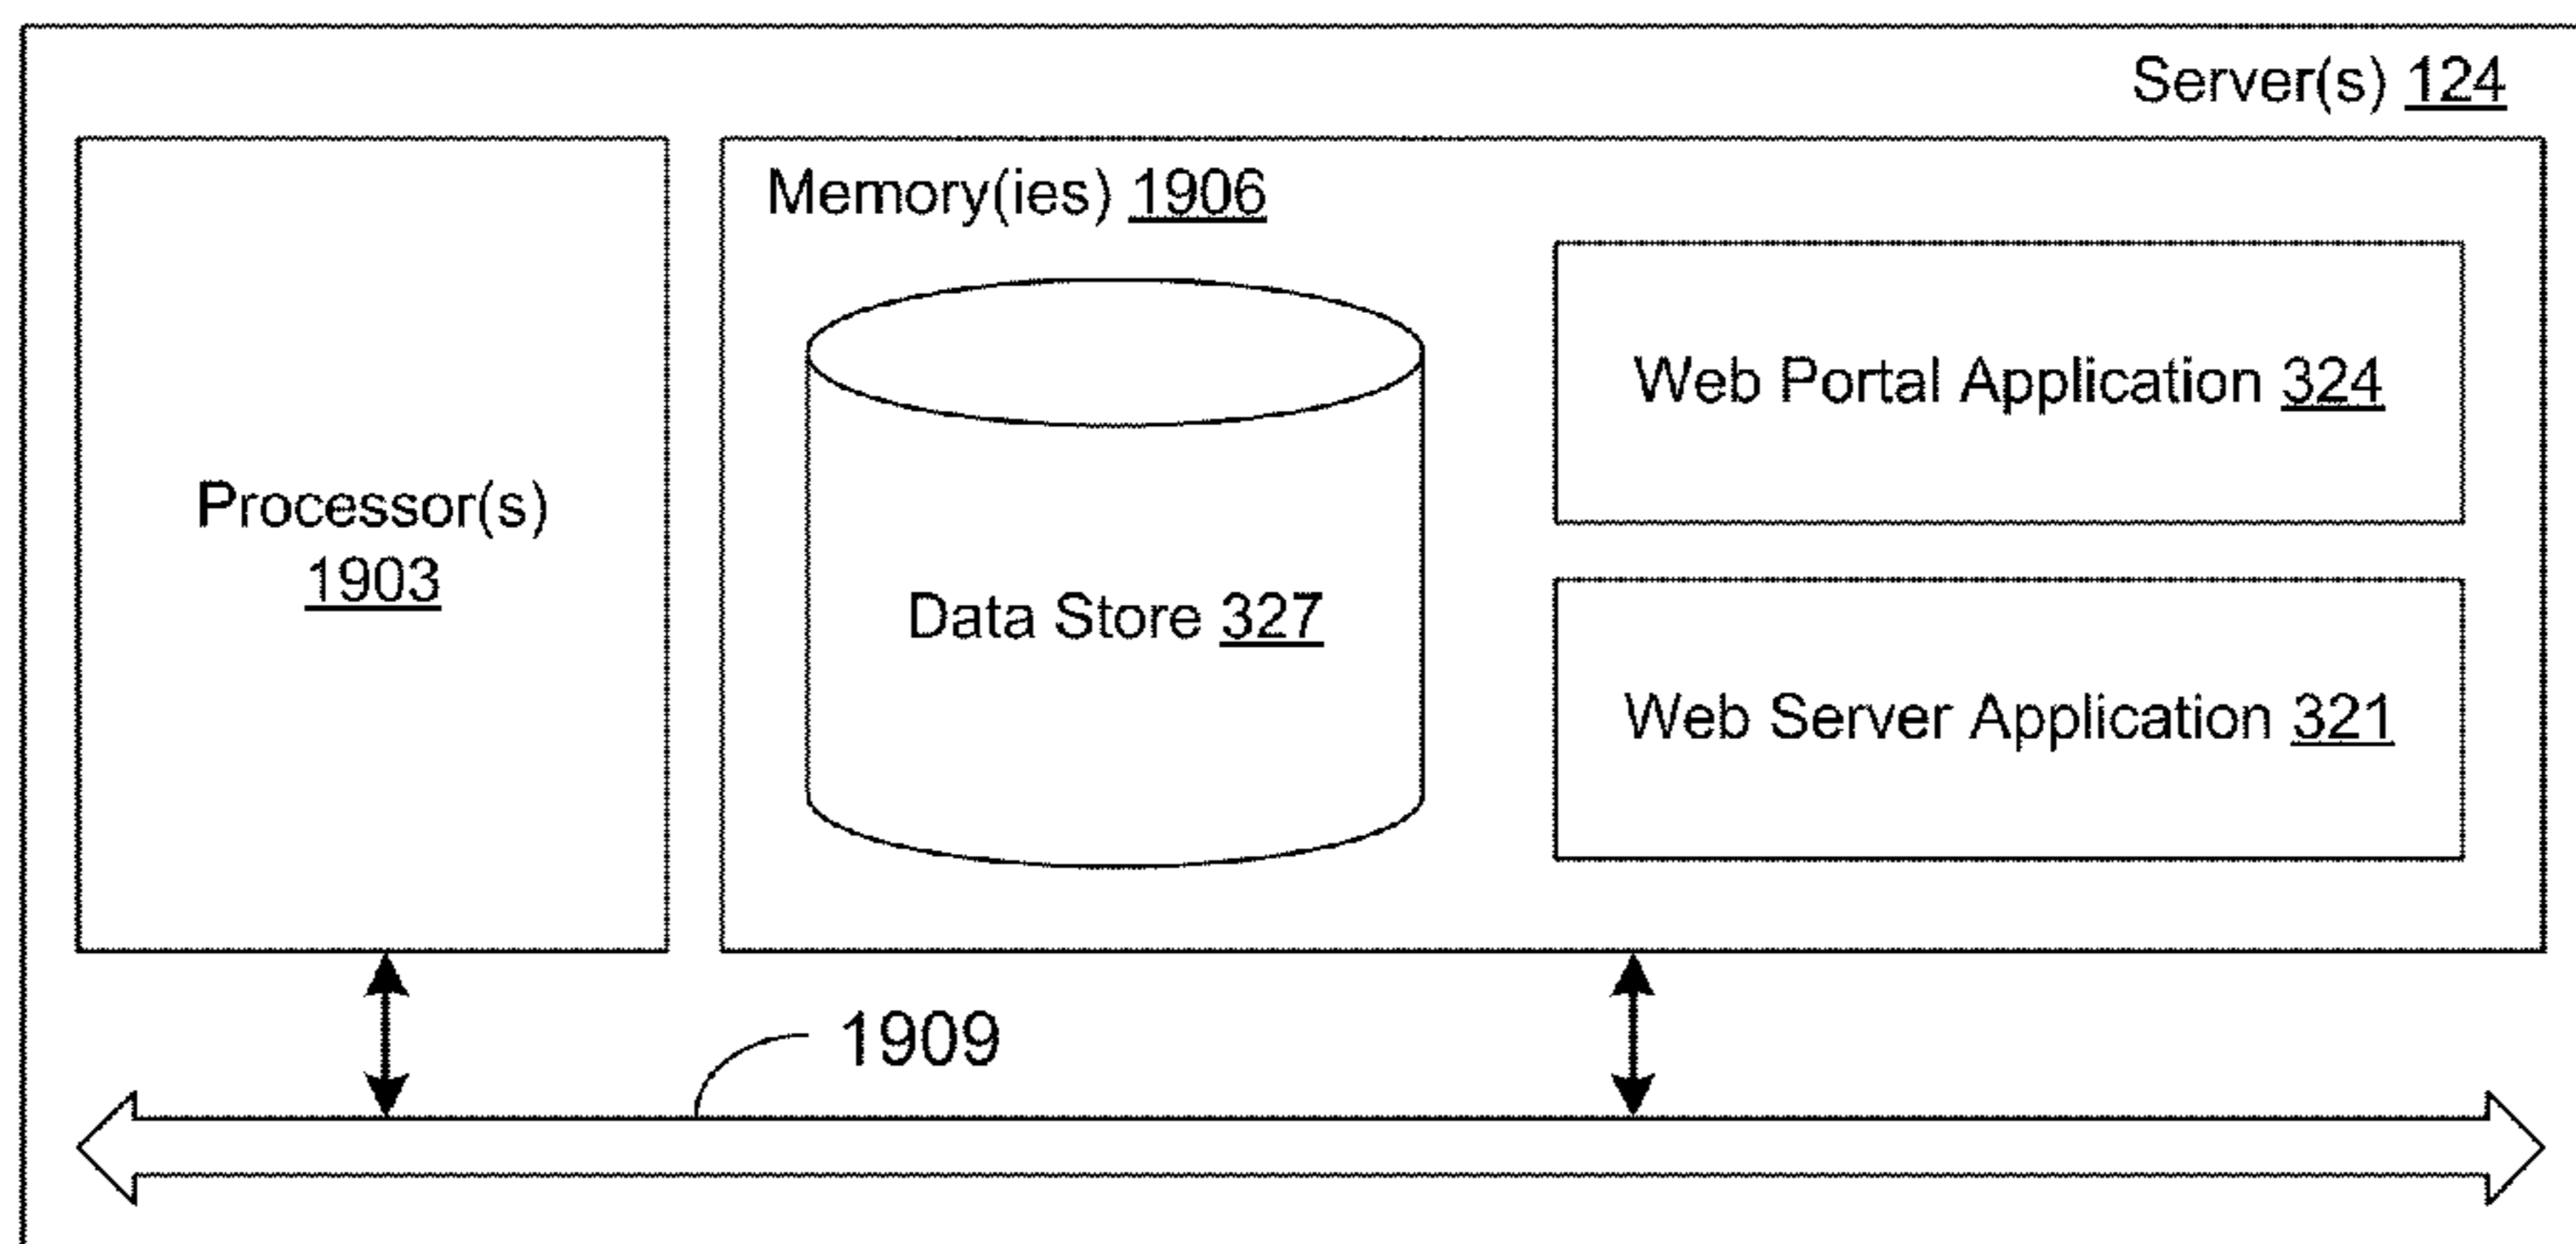 Server(s) 124
Memory(ies) 1906
Web Portal Application 324
Processor(s)
1903
Data Store 327
Web Server Application 321
1909